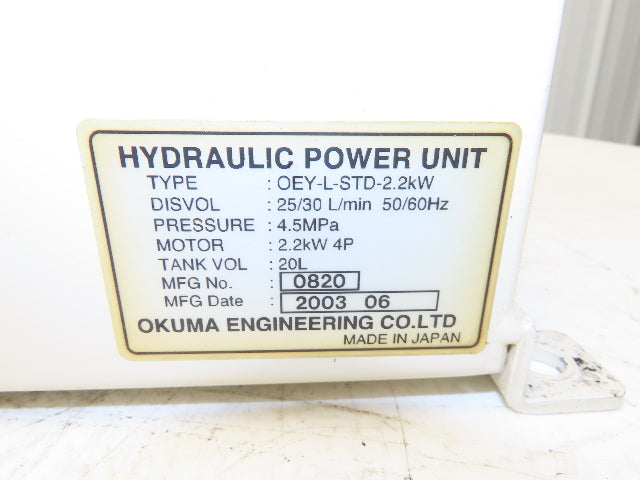 HYDRAULIC POWER UNIT
TYPE : OEY-L-STD-2.2kW
DISVOL : 25/30 L/min 50/60Hz
PRESSURE : 4.5MPa
MOTOR : 2.2kW 4P
TANK VOL : 20L
MFG No. : 0820
MFG Date : 2003 06
OKUMA ENGINEERING CO.LTD
MADE IN JAPAN